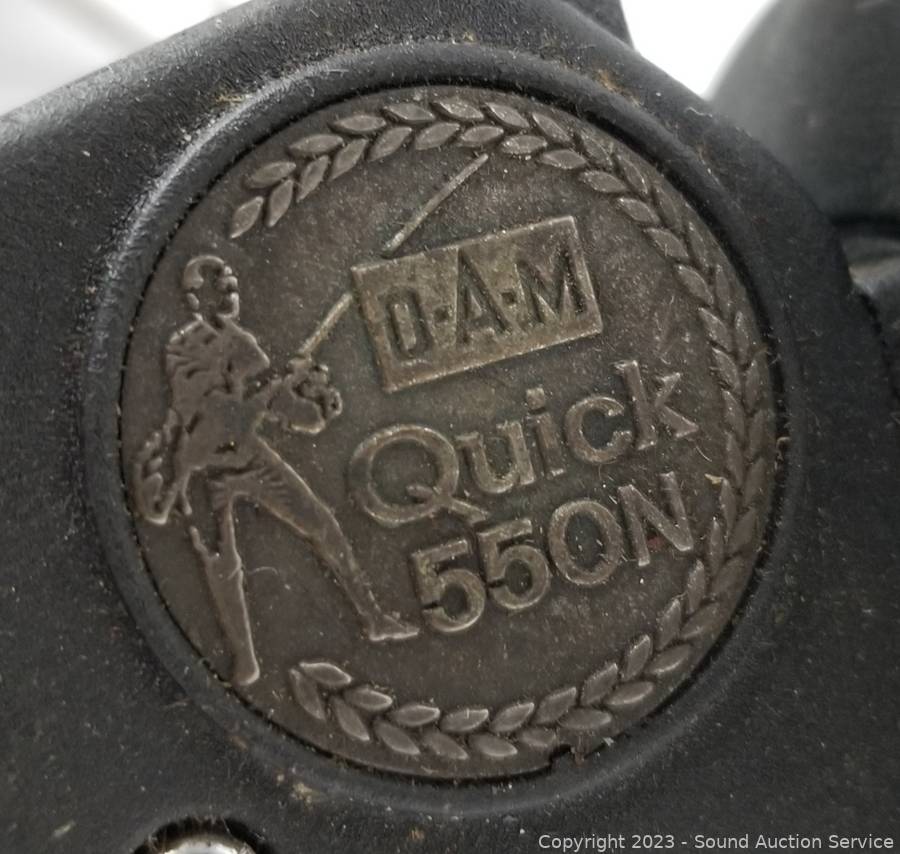 D·A·M
Quick
550N
Copyright 2023 - Sound Auction Service